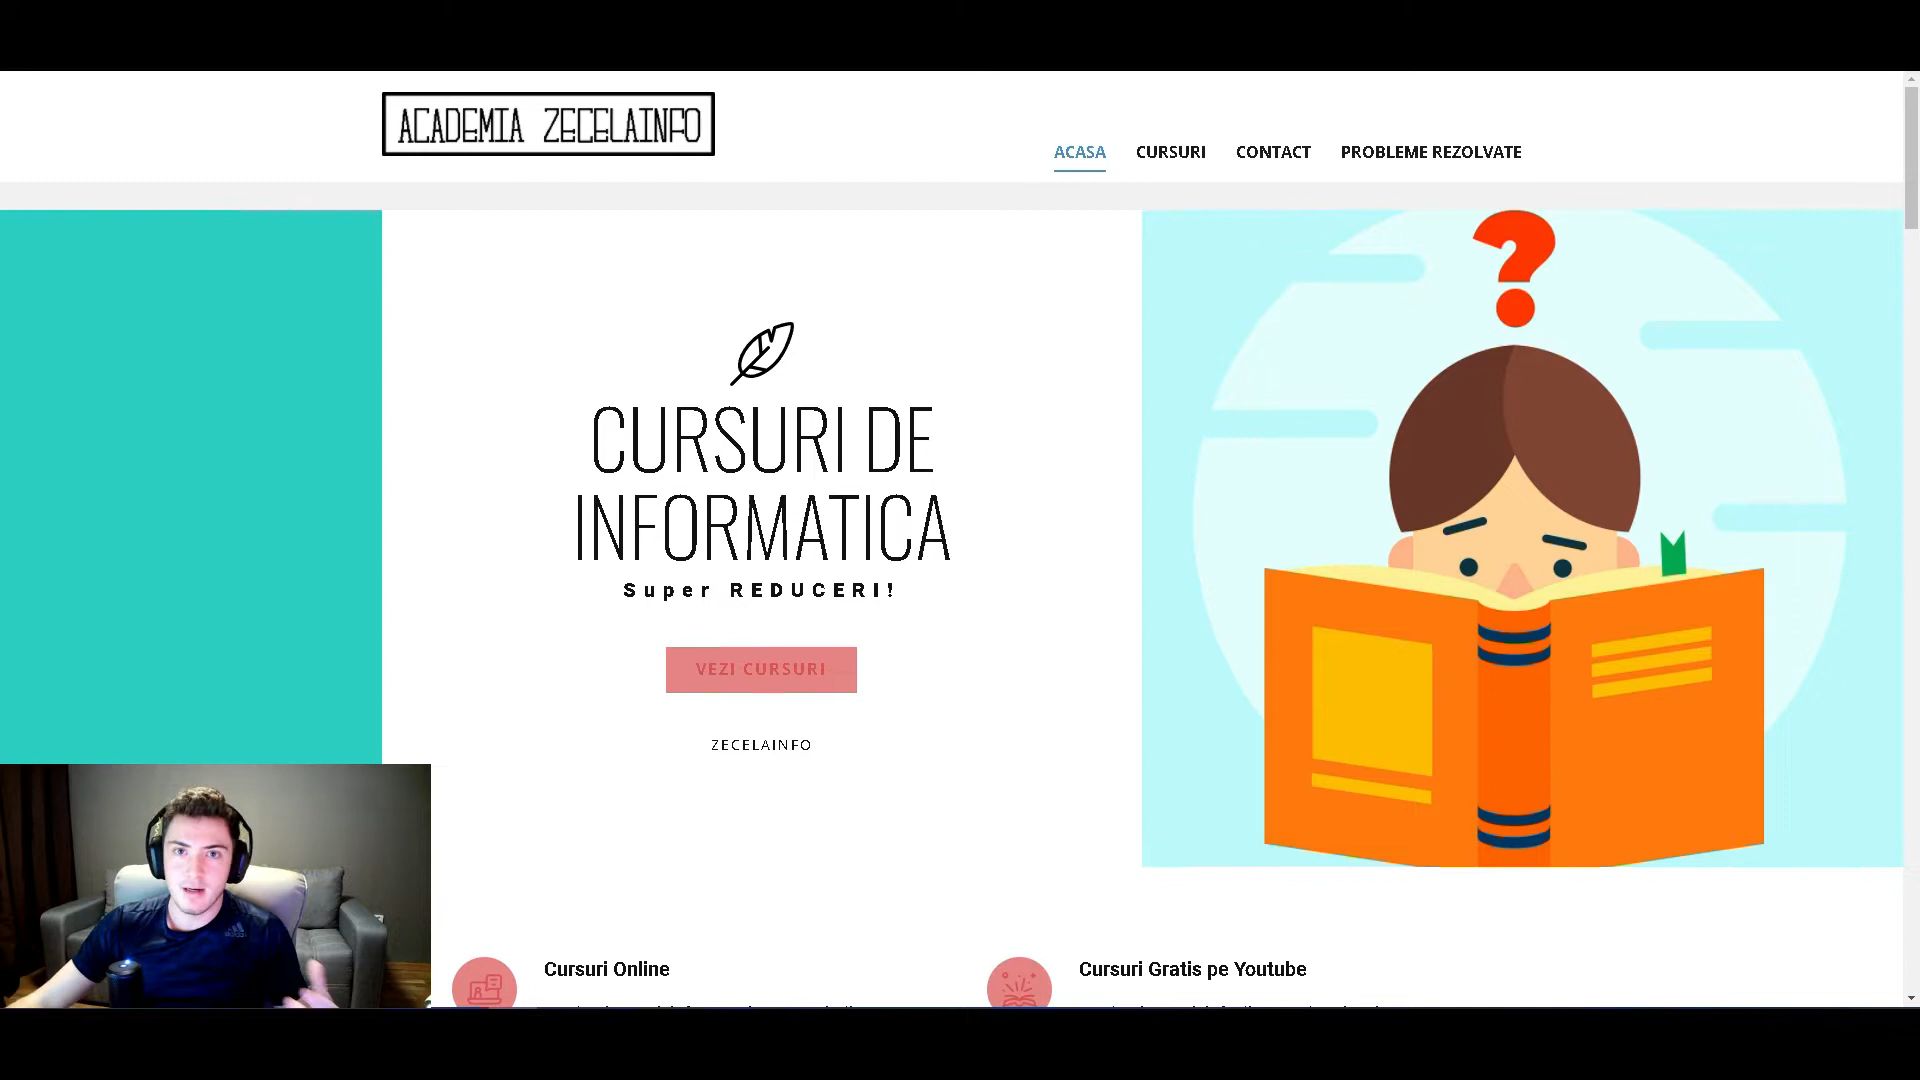 ACADEMIA ZECELAINFO
ACASA CURSURI CONTACT PROBLEME REZOLVATE
CURSURI DE
INFORMATICA
Super REDUCERI!
VEZI CURSURI
ZECELAINFO
Cursuri Online
Cursuri Gratis pe Youtube